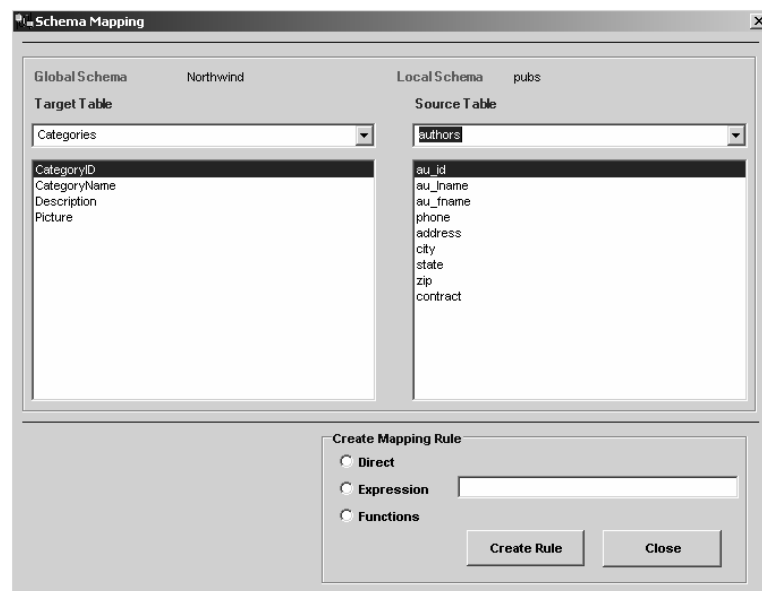 Schema Mapping
Global Schema Northwind Local Schema pubs
Target Table Source Table
Categories authors
CategoryID au_id
CategoryName au_lname
Description au_fname
Picture phone
address
city
state
zip
contract
Create Mapping Rule
Direct
Expression
Functions
Create Rule Close